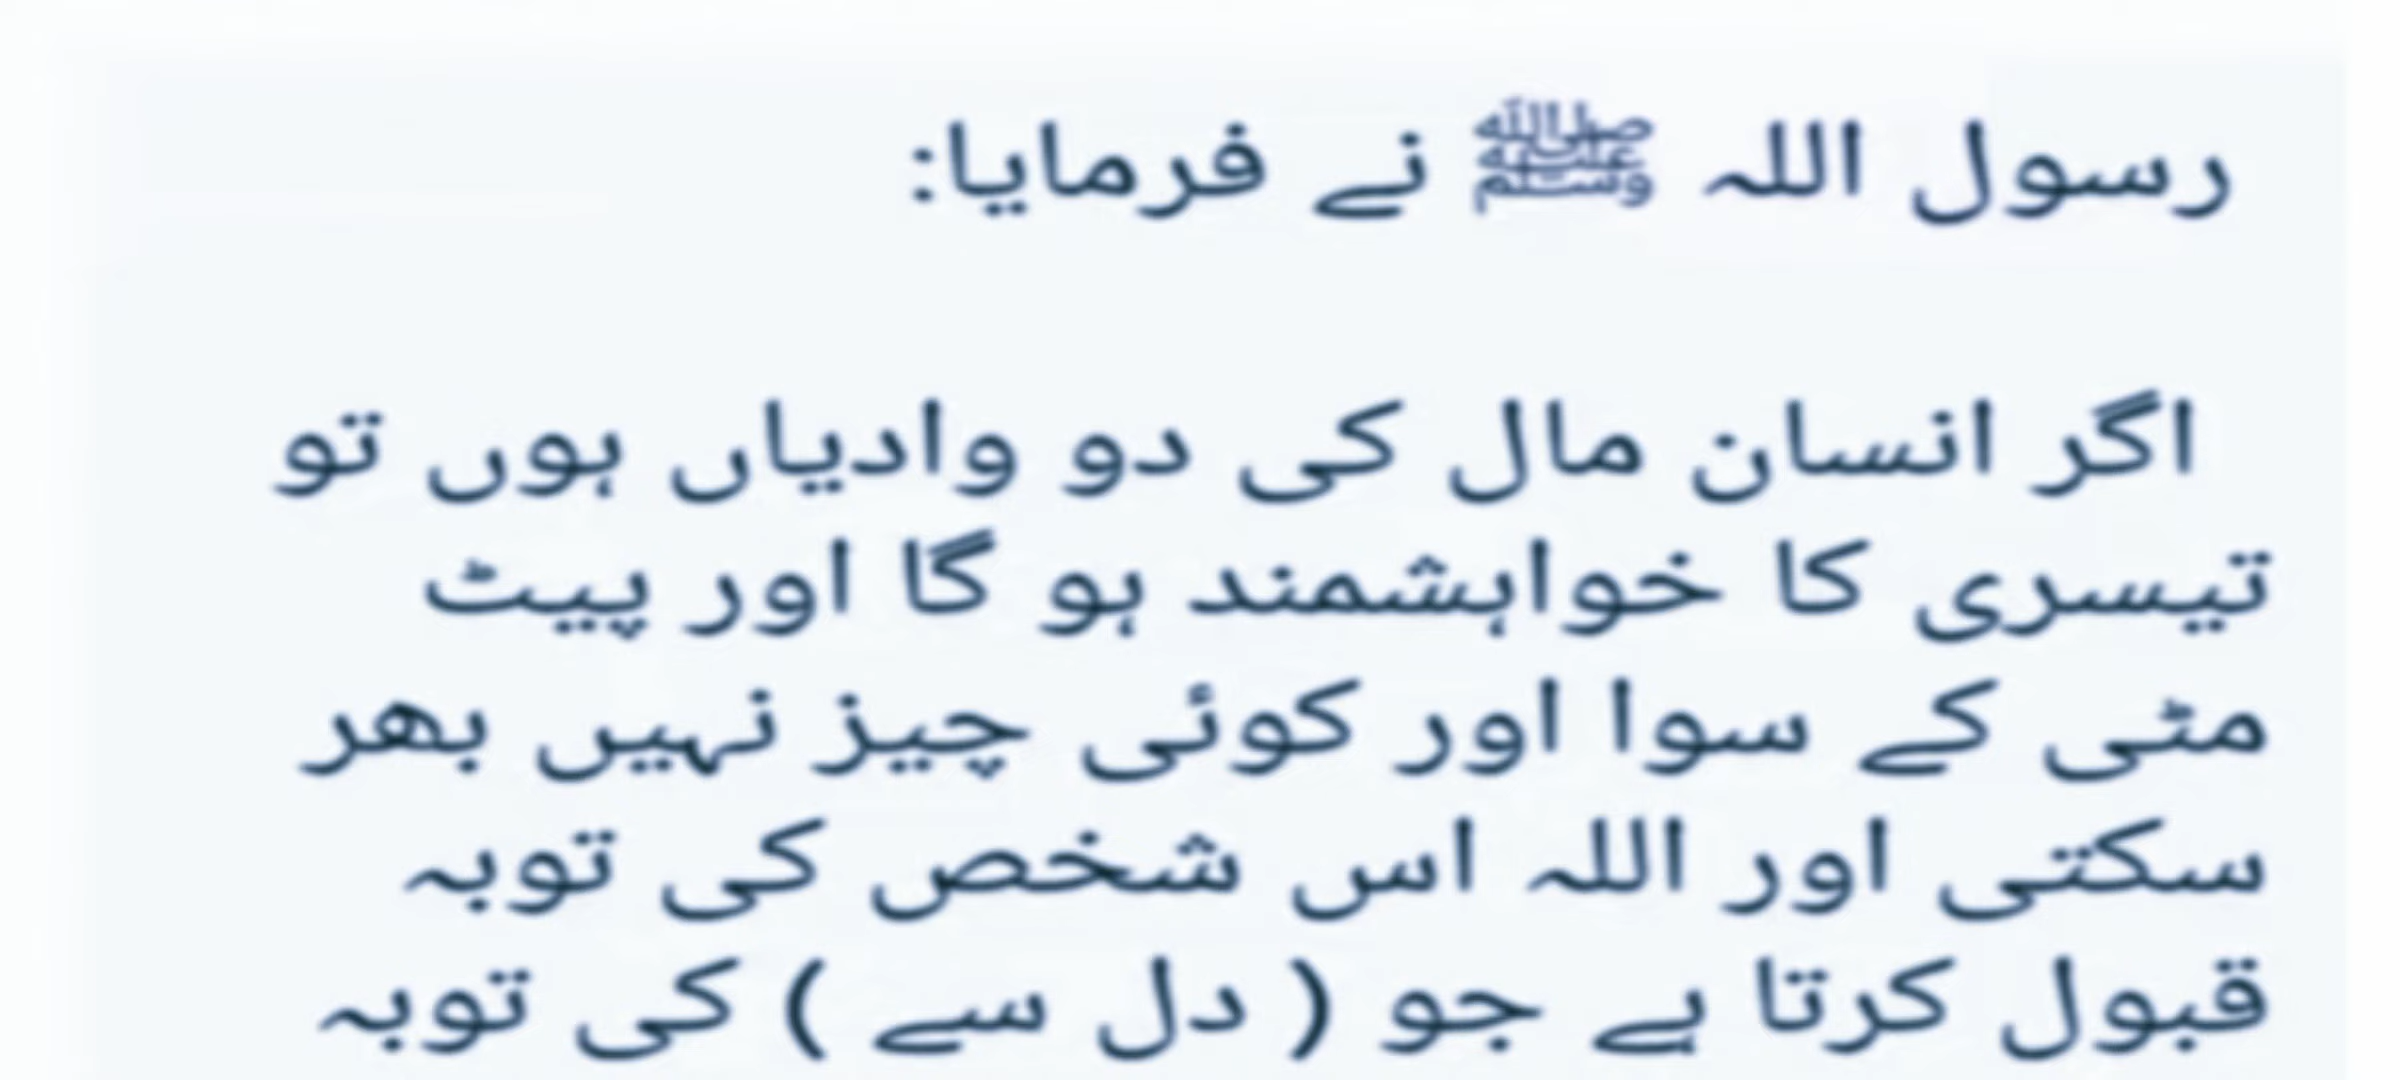 رسول اللہ ﷺ نے فرمایا:
اگر انسان مال کی دو وادیاں ہوں تو
تیسری کا خواہشمند ہو گا اور پیٹ
مٹی کے سوا اور کوئی چیز نہیں بھر
سکتی اور اللہ اس شخص کی توبہ
قبول کرتا ہے جو ( دل سے ) کی توبہ